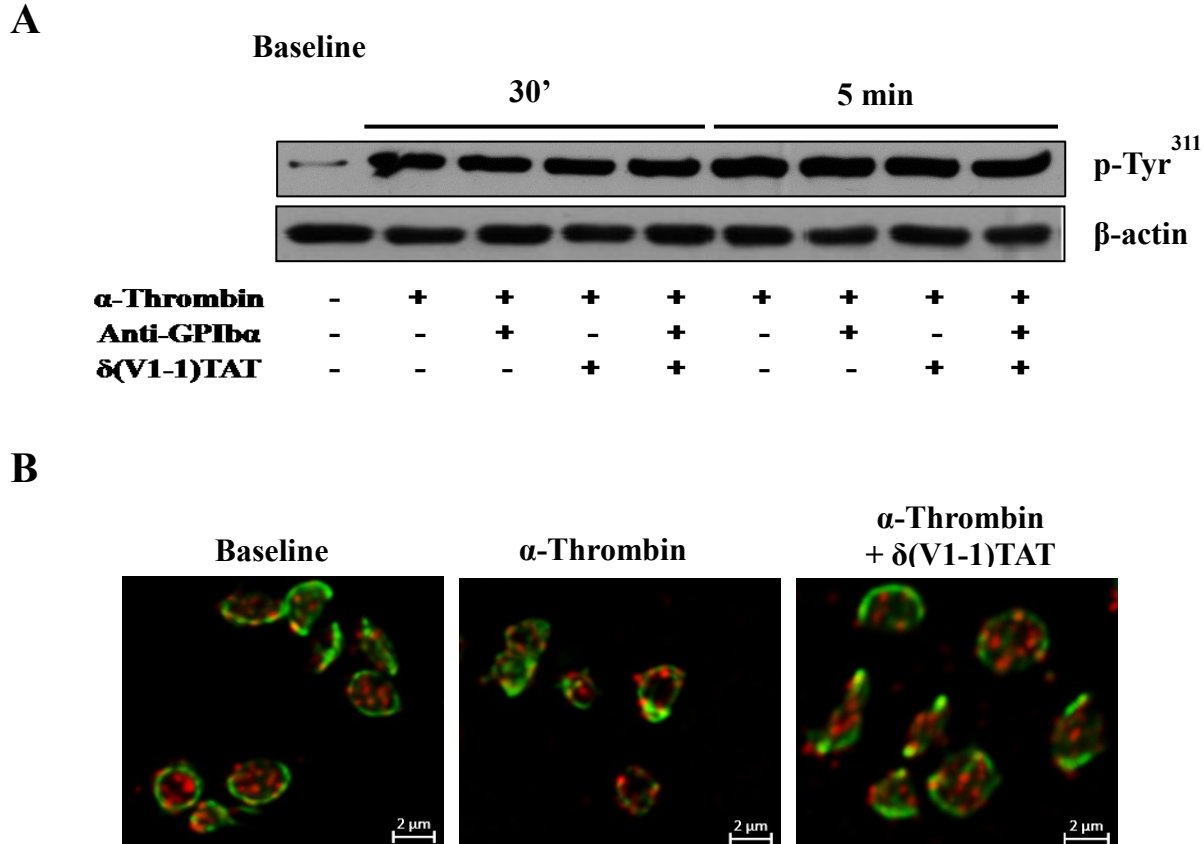 A
Baseline
30’
5 min
p-Tyr311
β-actin
α-Thrombin - + + + + + + + +
Anti-GPIbα - - + - + - + - +
δ(V1-1)TAT - - - + + - - + +
B
Baseline
α-Thrombin
α-Thrombin
+ δ(V1-1)TAT
2 µm
2 µm
2 µm